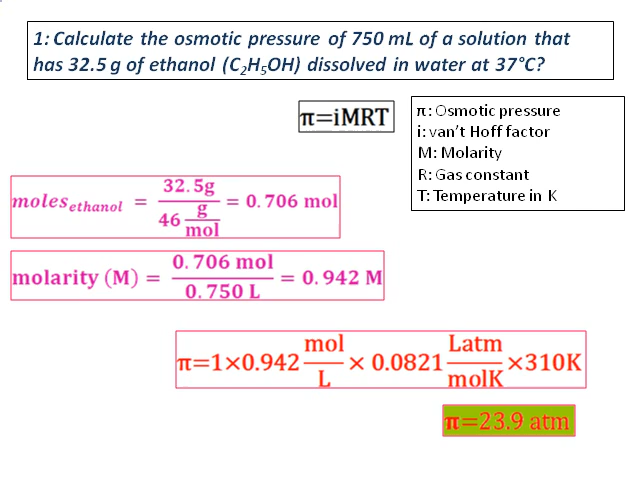 1: Calculate the osmotic pressure of 750 mL of a solution that
has 32.5 g of ethanol (C₂H₅OH) dissolved in water at 37°C?
π=iMRT
π: Osmotic pressure
i: van't Hoff factor
M: Molarity
R: Gas constant
T: Temperature in K
moles_ethanol = 32.5g / 46 g/mol = 0.706 mol
molarity (M) = 0.706 mol / 0.750 L = 0.942 M
π=1×0.942 mol/L × 0.0821 Latm/molK ×310K
π=23.9 atm